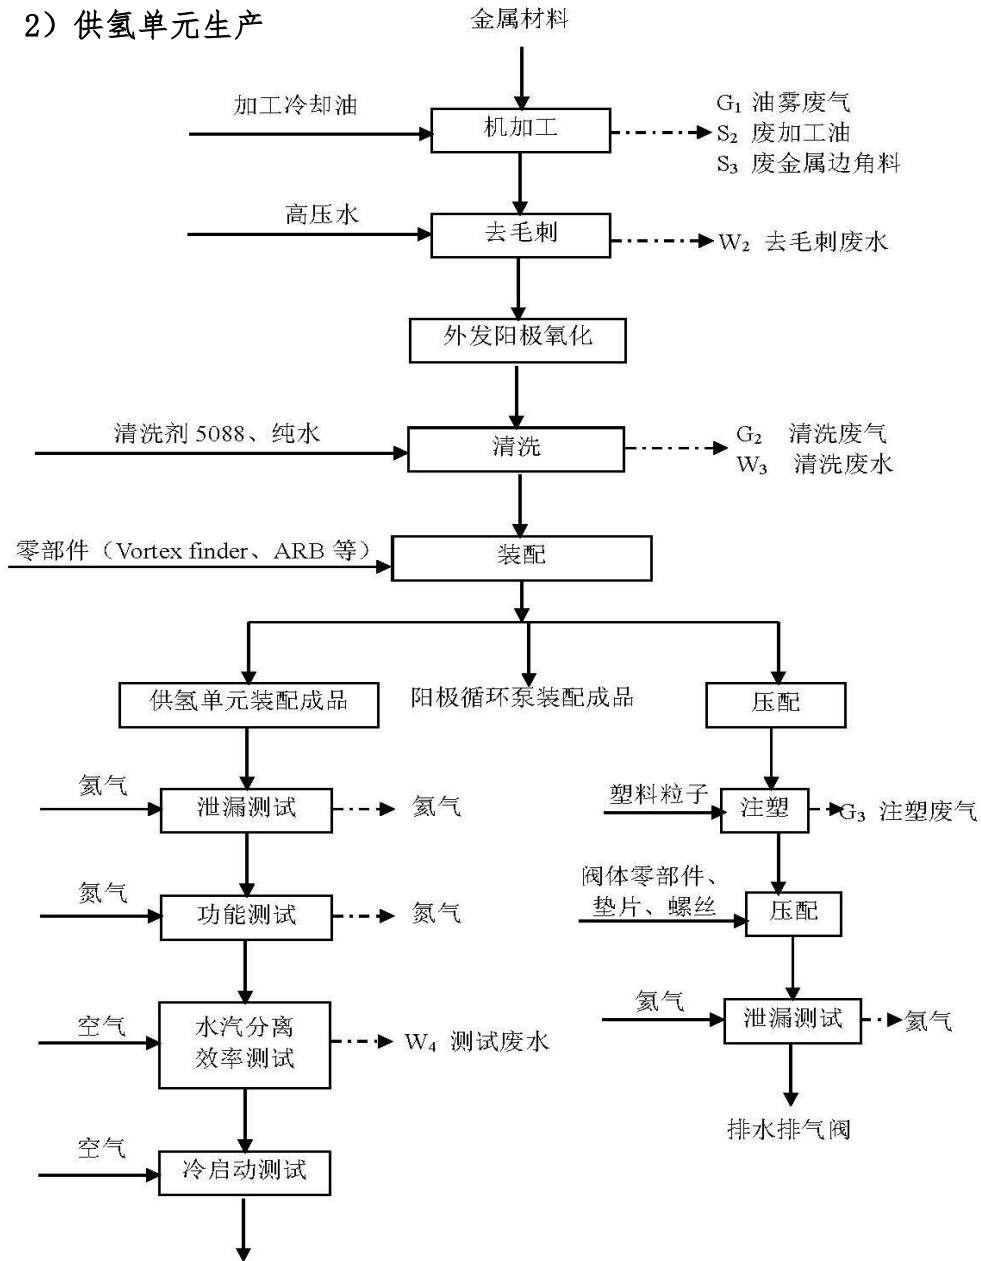 2）供氢单元生产
金属材料
加工冷却油
机加工
G₁ 油雾废气
S₂ 废加工油
S₃ 废金属边角料
高压水
去毛刺
W₂ 去毛刺废水
外发阳极氧化
清洗剂 5088、纯水
清洗
G₂ 清洗废气
W₃ 清洗废水
零部件（Vortex finder、ARB 等）
装配
供氢单元装配成品
阳极循环泵装配成品
压配
氦气
泄漏测试
氦气
塑料粒子
注塑
G₃ 注塑废气
氮气
功能测试
氮气
阀体零部件、
垫片、螺丝
压配
空气
水汽分离
效率测试
W₄ 测试废水
氦气
泄漏测试
氦气
排水排气阀
空气
冷启动测试